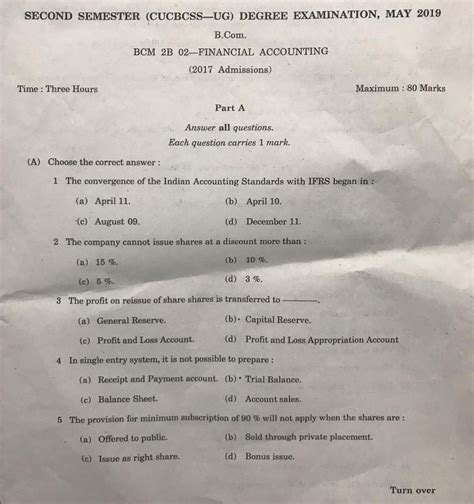 SECOND SEMESTER (CUCBCSS—UG) DEGREE EXAMINATION, MAY 2019
B.Com.
BCM 2B 02—FINANCIAL ACCOUNTING
(2017 Admissions)
Time : Three Hours Maximum : 80 Marks
Part A
Answer all questions.
Each question carries 1 mark.
(A) Choose the correct answer :
1 The convergence of the Indian Accounting Standards with IFRS began in :
(a) April 11. (b) April 10.
(c) August 09. (d) December 11.
2 The company cannot issue shares at a discount more than :
(a) 15 %. (b) 10 %.
(c) 5 %. (d) 3 %.
3 The profit on reissue of share shares is transferred to ———.
(a) General Reserve. (b) Capital Reserve.
(c) Profit and Loss Account. (d) Profit and Loss Appropriation Account
4 In single entry system, it is not possible to prepare :
(a) Receipt and Payment account. (b) Trial Balance.
(c) Balance Sheet. (d) Account sales.
5 The provision for minimum subscription of 90 % will not apply when the shares are :
(a) Offered to public. (b) Sold through private placement.
(c) Issue as right share. (d) Bonus issue.
Turn over